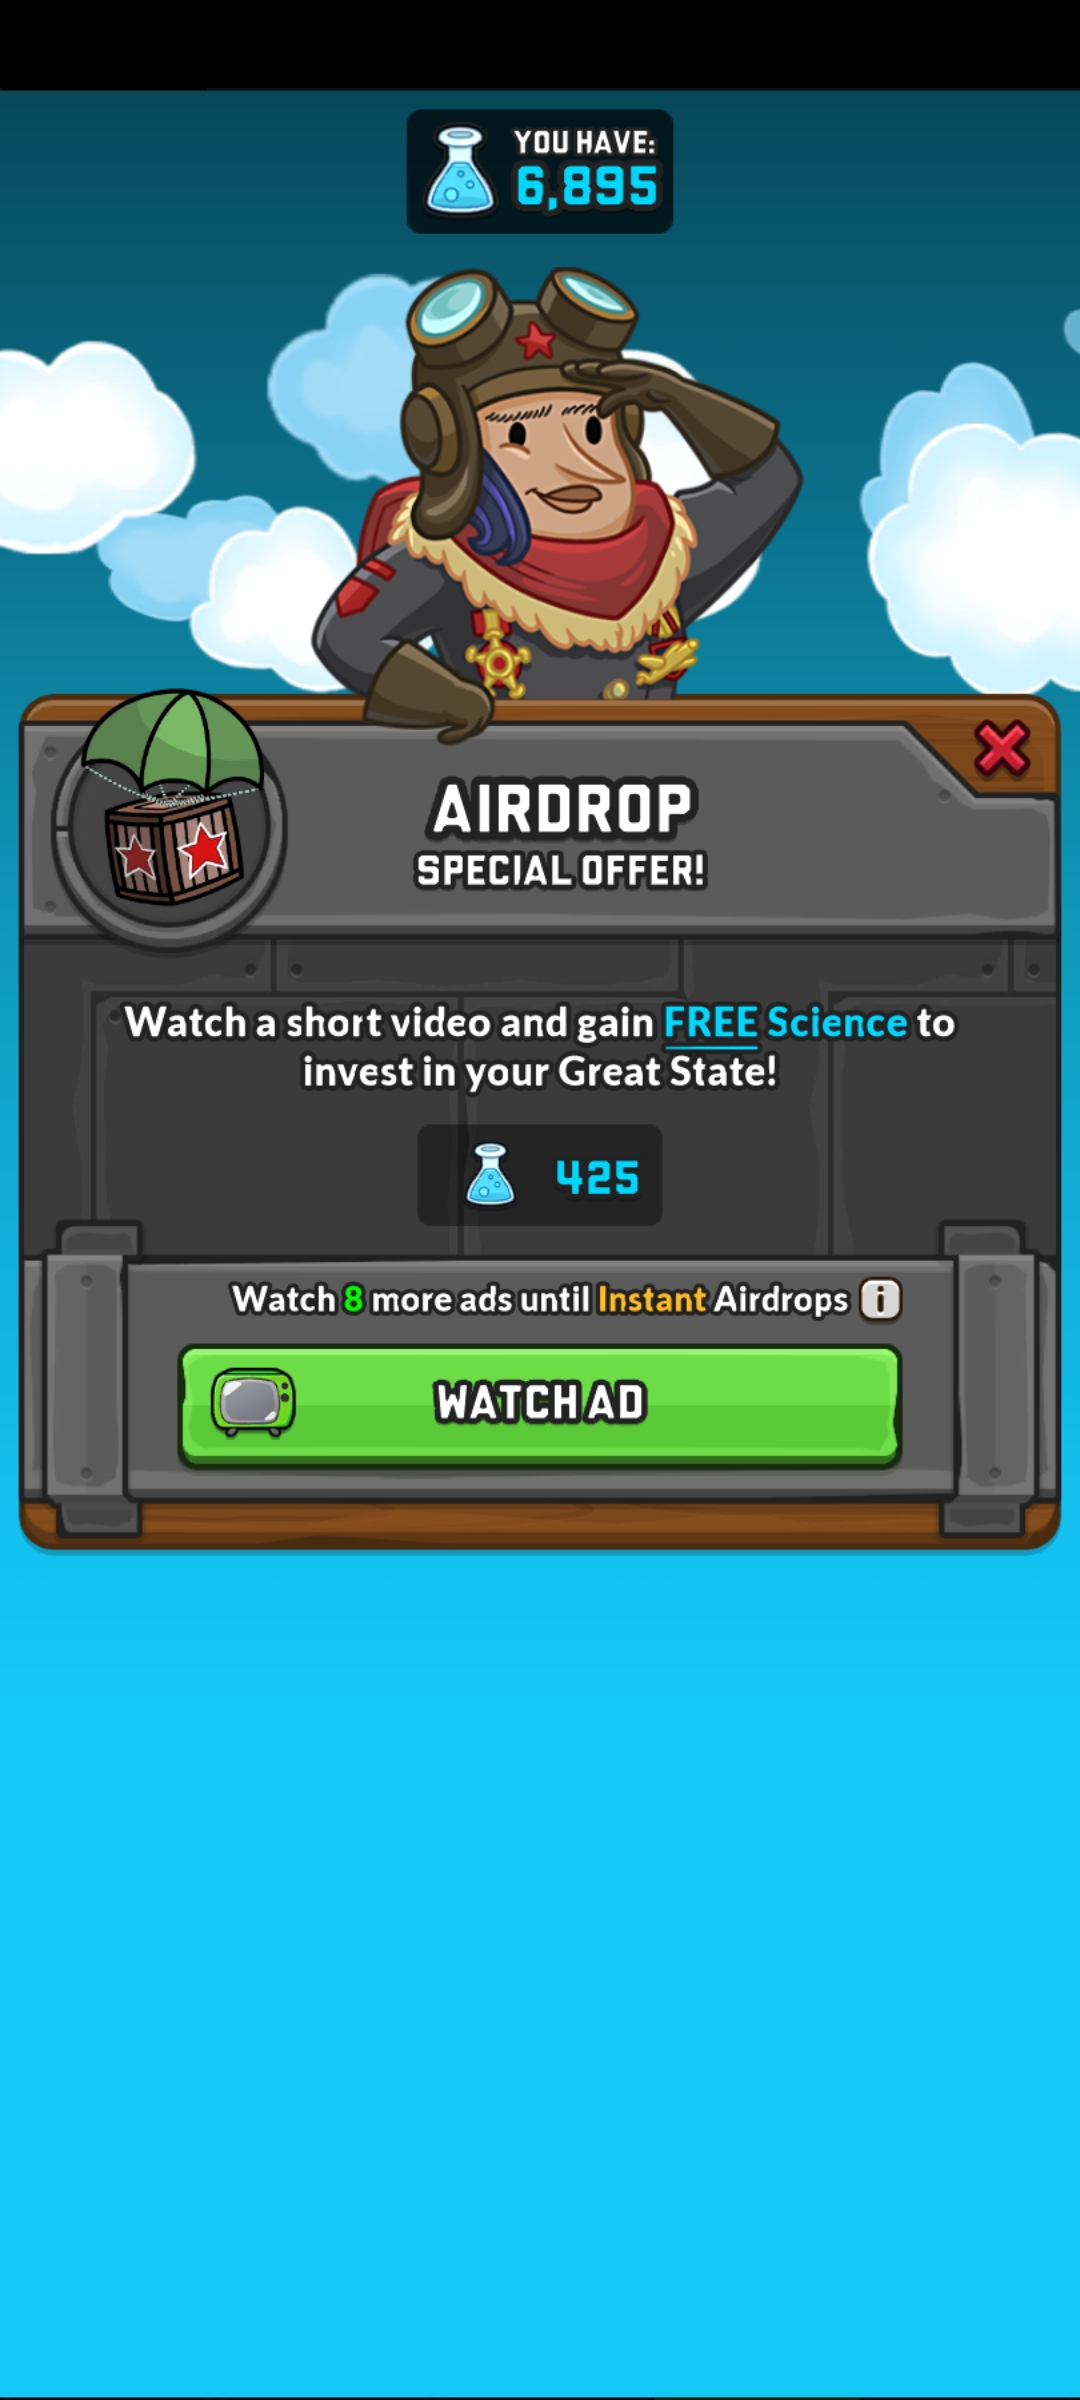 YOU HAVE:
6,895
AIRDROP
SPECIAL OFFER!
Watch a short video and gain FREE Science to
invest in your Great State!
425
Watch 8 more ads until Instant Airdrops i
WATCH AD